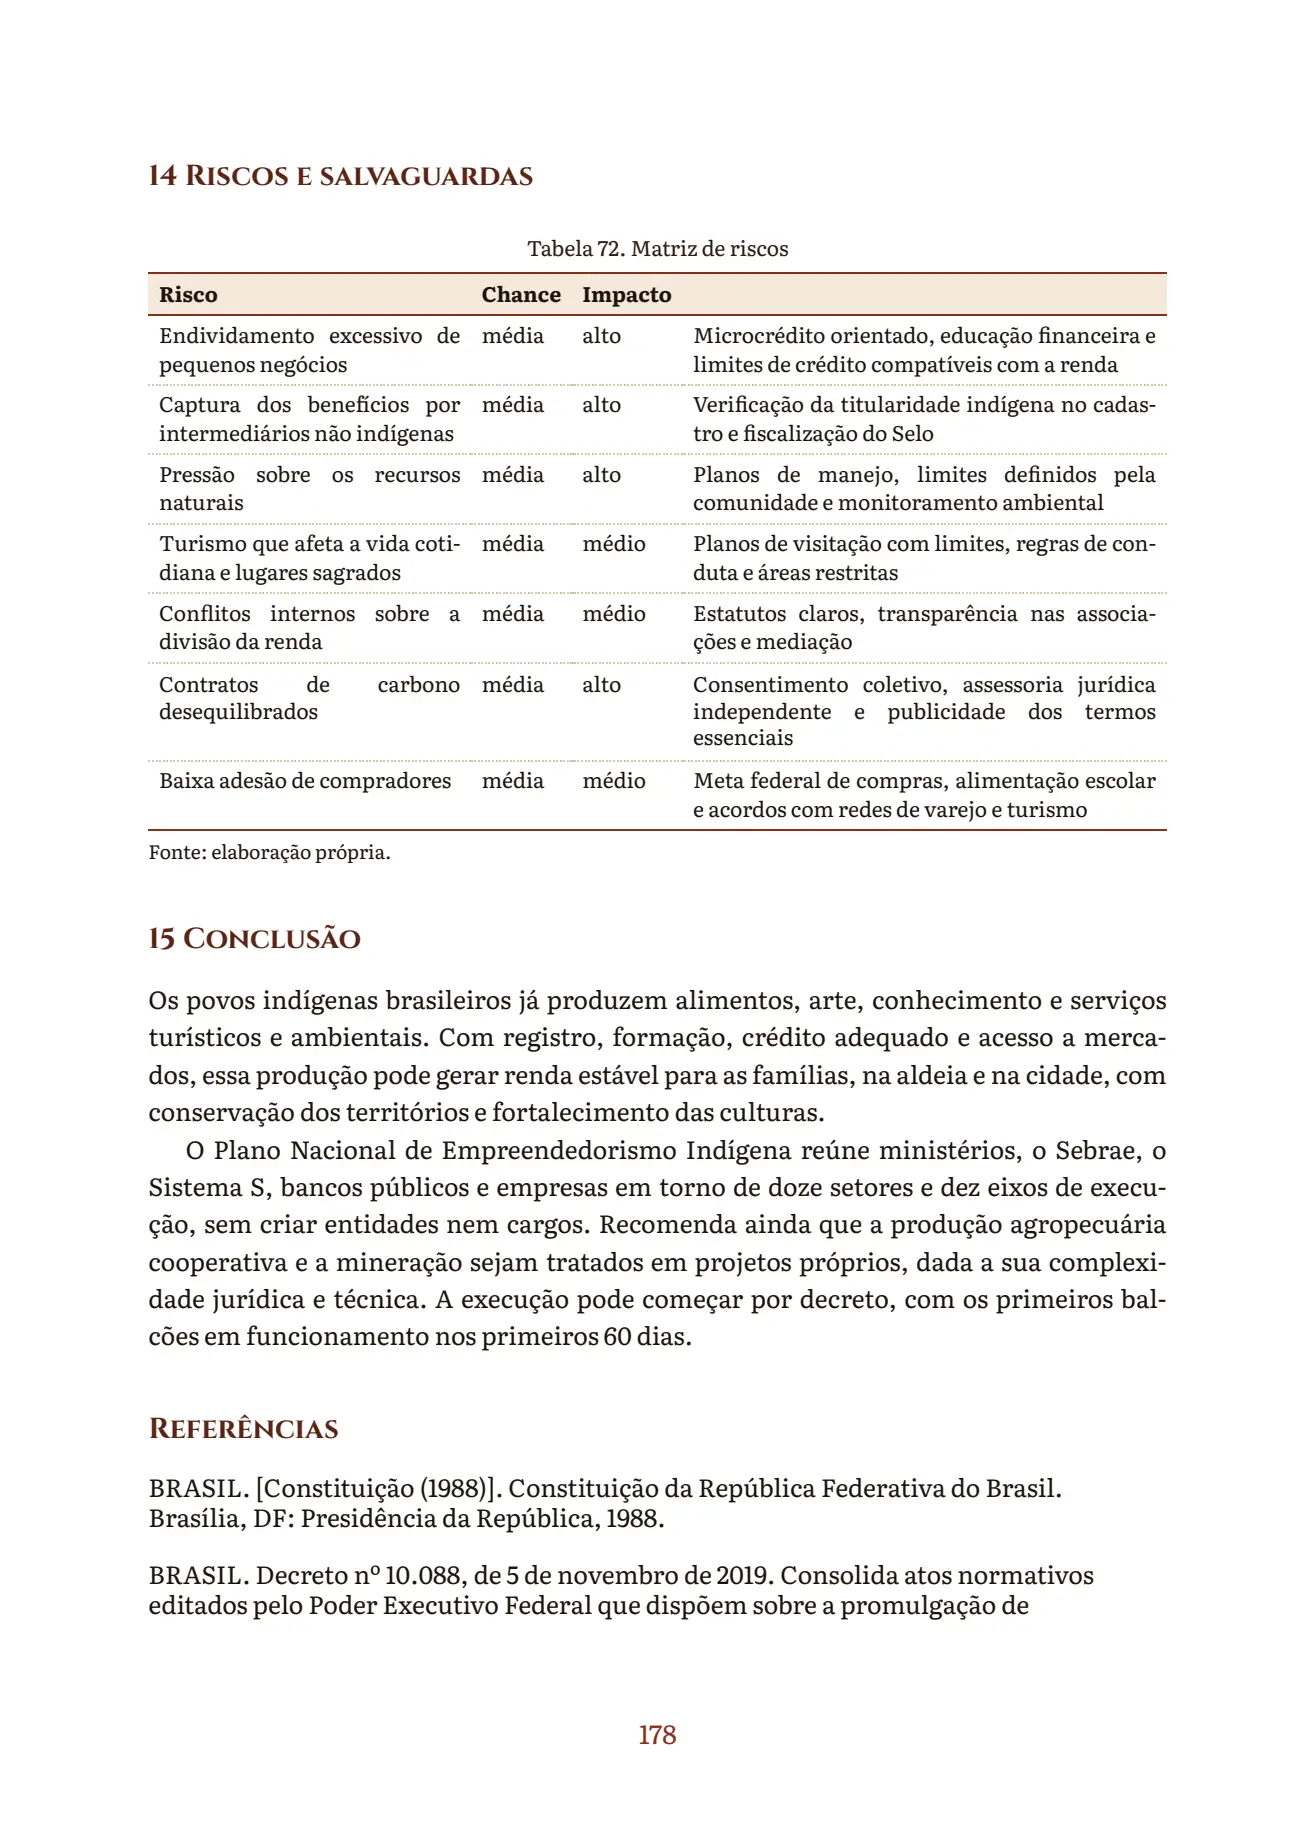 14 Riscos e salvaguardas
Tabela 72. Matriz de riscos
Risco Chance Impacto
Endividamento excessivo de média alto Microcrédito orientado, educação financeira e
pequenos negócios limites de crédito compatíveis com a renda
Captura dos benefícios por média alto Verificação da titularidade indígena no cadas-
intermediários não indígenas tro e fiscalização do Selo
Pressão sobre os recursos média alto Planos de manejo, limites definidos pela
naturais comunidade e monitoramento ambiental
Turismo que afeta a vida coti- média médio Planos de visitação com limites, regras de con-
diana e lugares sagrados duta e áreas restritas
Conflitos internos sobre a média médio Estatutos claros, transparência nas associa-
divisão da renda ções e mediação
Contratos de carbono média alto Consentimento coletivo, assessoria jurídica
desequilibrados independente e publicidade dos termos
essenciais
Baixa adesão de compradores média médio Meta federal de compras, alimentação escolar
e acordos com redes de varejo e turismo
Fonte: elaboração própria.
15 Conclusão
Os povos indígenas brasileiros já produzem alimentos, arte, conhecimento e serviços
turísticos e ambientais. Com registro, formação, crédito adequado e acesso a merca-
dos, essa produção pode gerar renda estável para as famílias, na aldeia e na cidade, com
conservação dos territórios e fortalecimento das culturas.
O Plano Nacional de Empreendedorismo Indígena reúne ministérios, o Sebrae, o
Sistema S, bancos públicos e empresas em torno de doze setores e dez eixos de execu-
ção, sem criar entidades nem cargos. Recomenda ainda que a produção agropecuária
cooperativa e a mineração sejam tratados em projetos próprios, dada a sua complexi-
dade jurídica e técnica. A execução pode começar por decreto, com os primeiros bal-
cões em funcionamento nos primeiros 60 dias.
Referências
BRASIL. [Constituição (1988)]. Constituição da República Federativa do Brasil.
Brasília, DF: Presidência da República, 1988.
BRASIL. Decreto nº 10.088, de 5 de novembro de 2019. Consolida atos normativos
editados pelo Poder Executivo Federal que dispõem sobre a promulgação de
178